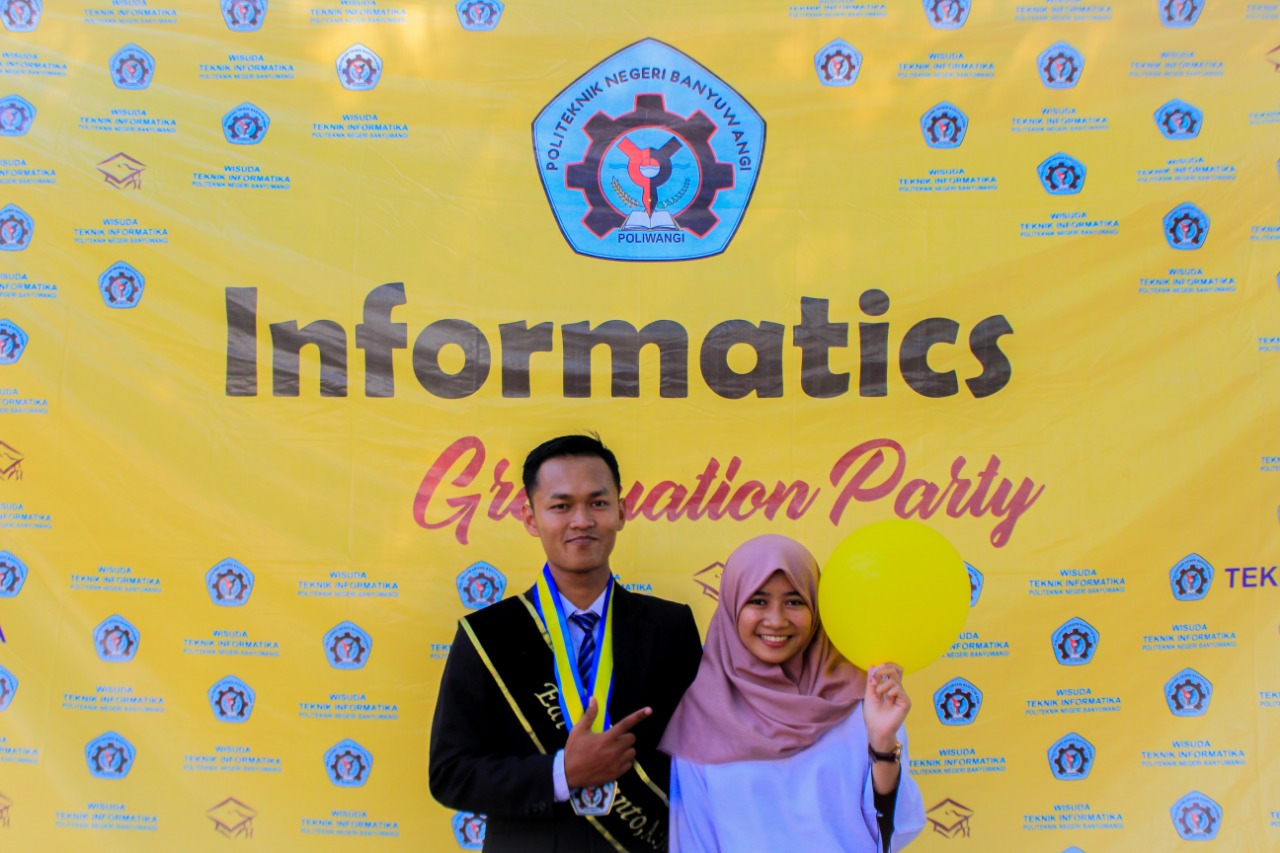 POLITEKNIK NEGERI BANYUWANGI
POLIWANGI
Informatics
Graduation Party
WISUDA
TEKNIK INFORMATIKA
POLITEKNIK NEGERI BANYUWANGI
TEK